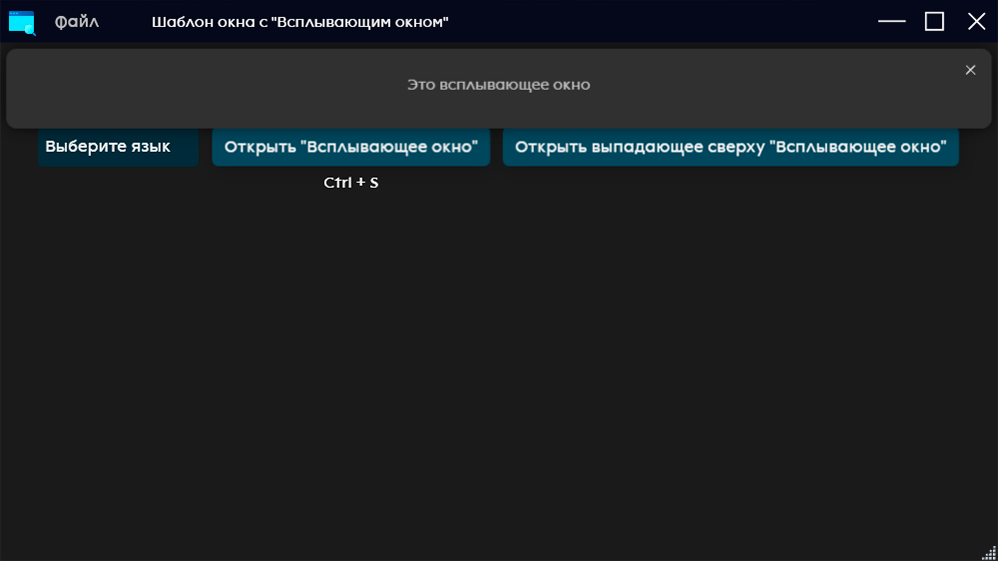 Файл
Шаблон окна с "Всплывающим окном"
Это всплывающее окно
Выберите язык
Открыть "Всплывающее окно"
Открыть выпадающее сверху "Всплывающее окно"
Ctrl + S